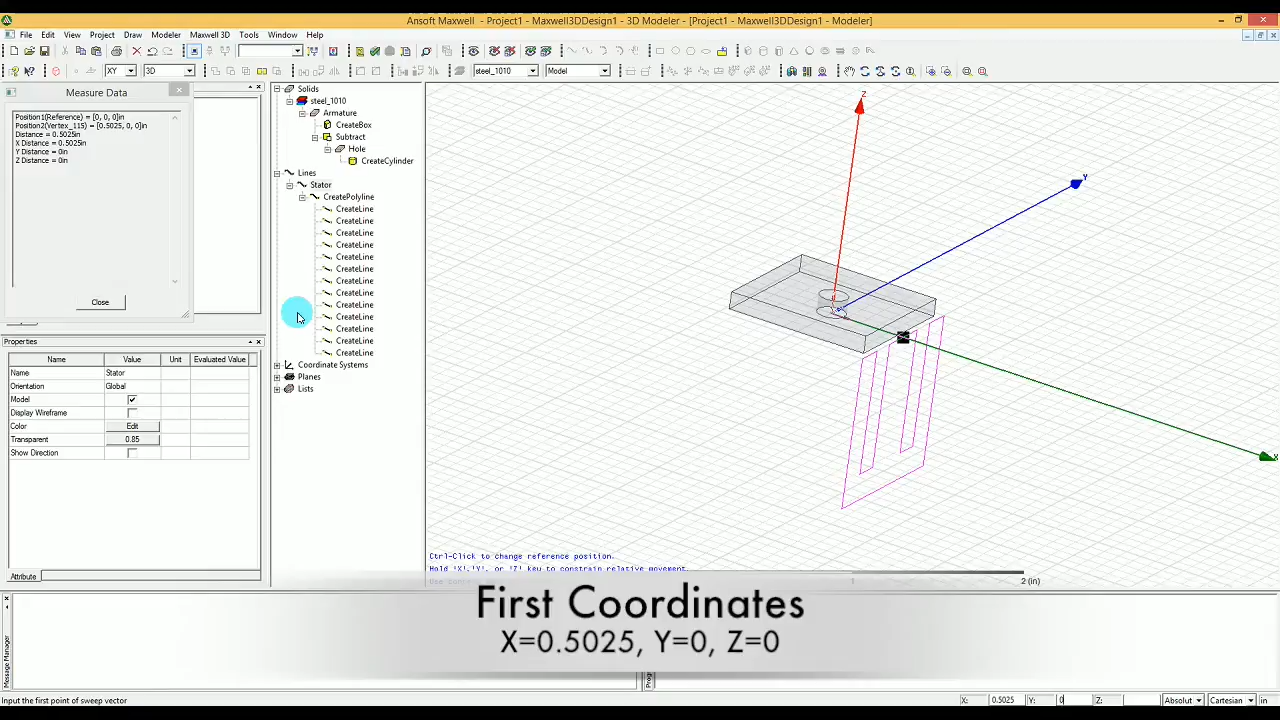 Ansoft Maxwell - Project1 - Maxwell3DDesign1 - 3D Modeler - [Project1 - Maxwell3DDesign1 - Modeler]
File Edit View Project Draw Modeler Maxwell 3D Tools Window Help
XY 3D steel_1010 Model
Measure Data
Position1(Reference) = [0, 0, 0]in
Position2(Vertex_115) = [0.5025, 0, 0]in
Distance = 0.5025in
X Distance = 0.5025in
Y Distance = 0in
Z Distance = 0in
Close
Solids
steel_1010
Armature
CreateBox
Subtract
Hole
CreateCylinder
Lines
Stator
CreatePolyline
CreateLine
CreateLine
CreateLine
CreateLine
CreateLine
CreateLine
CreateLine
CreateLine
CreateLine
CreateLine
CreateLine
CreateLine
CreateLine
Coordinate Systems
Planes
Lists
Properties
Name Value Unit Evaluated Value
Name Stator
Orientation Global
Model
Display Wireframe
Color Edit
Transparent 0.85
Show Direction
Attribute
Z
Y
X
Ctrl-Click to change reference position.
Hold 'X','Y', or 'Z' key to constrain relative movement.
1 2 (in)
First Coordinates
X=0.5025, Y=0, Z=0
Message Manager
Input the first point of sweep vector
X: 0.5025 Y: 0 Z: Absolut Cartesian in